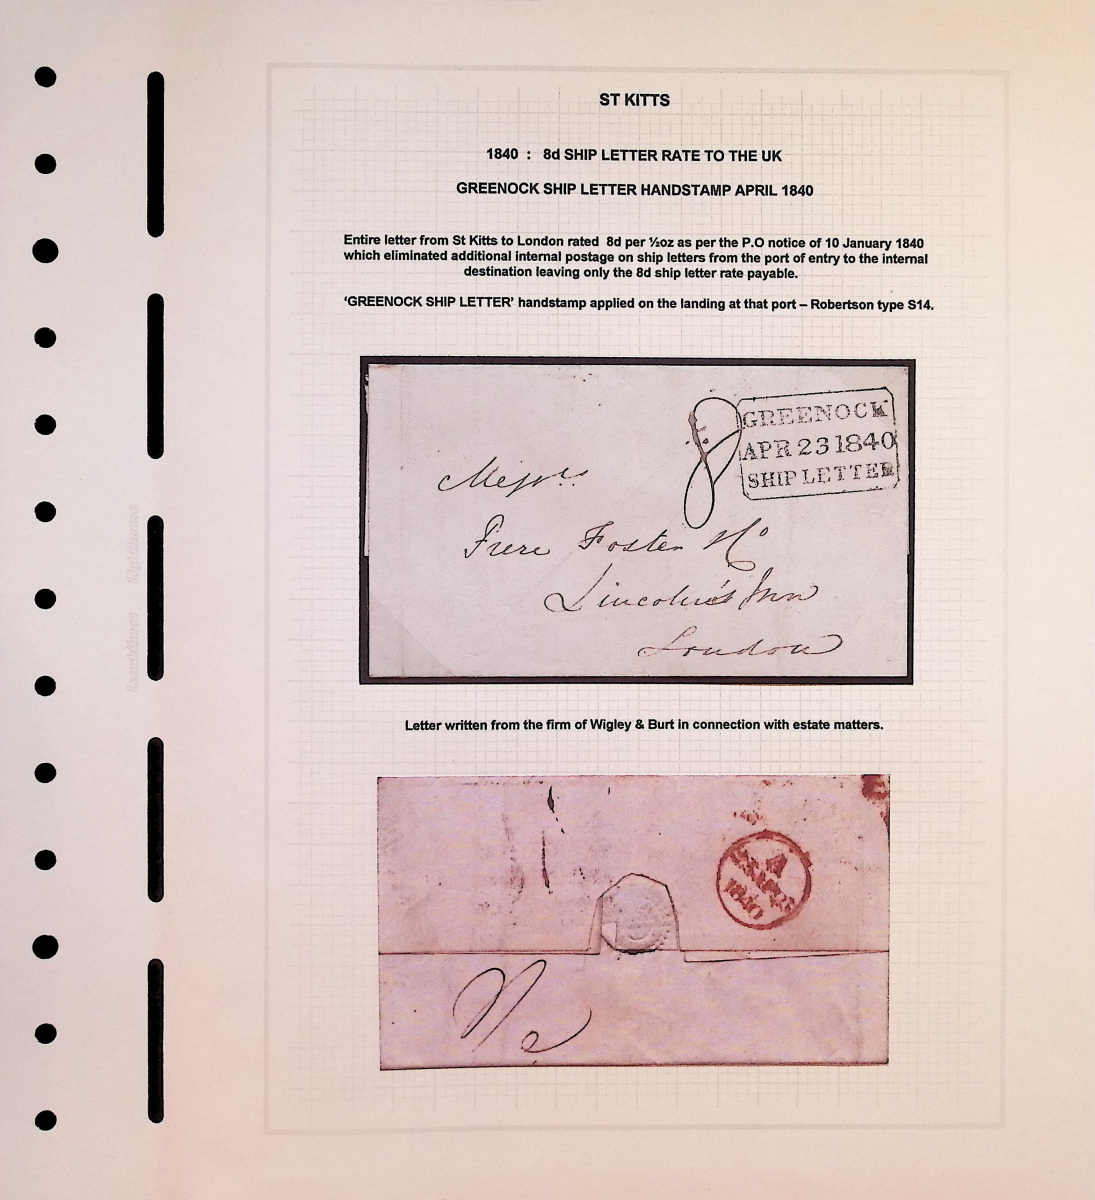 ST KITTS
1840 : 8d SHIP LETTER RATE TO THE UK
GREENOCK SHIP LETTER HANDSTAMP APRIL 1840
Entire letter from St Kitts to London rated 8d per ½oz as per the P.O notice of 10 January 1840
which eliminated additional internal postage on ship letters from the port of entry to the internal
destination leaving only the 8d ship letter rate payable.
‘GREENOCK SHIP LETTER’ handstamp applied on the landing at that port – Robertson type S14.
8
GREENOCK
APR 23 1840
SHIP LETTER
Messrs
Frere Foster & Co
Lincoln's Inn
London
Letter written from the firm of Wigley & Burt in connection with estate matters.
A
1840